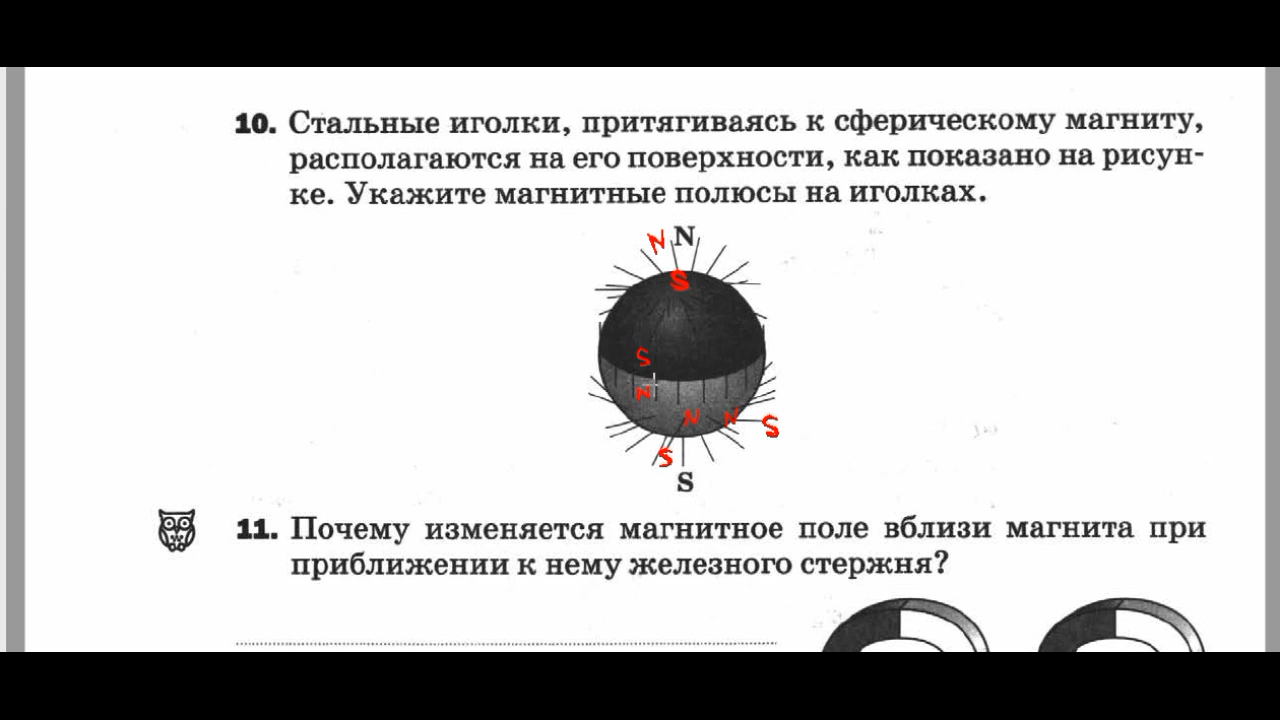 10. Стальные иголки, притягиваясь к сферическому магниту,
располагаются на его поверхности, как показано на рисун-
ке. Укажите магнитные полюсы на иголках.
N N
S
S
N
N N S
S
S
11. Почему изменяется магнитное поле вблизи магнита при
приближении к нему железного стержня?